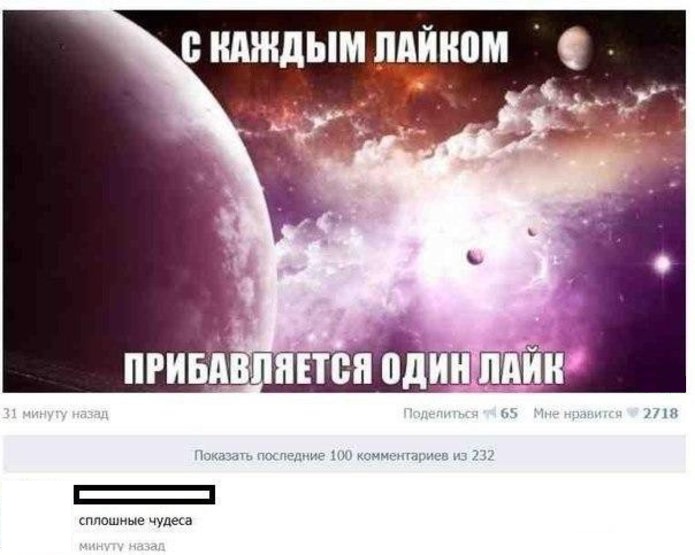 С КАЖДЫМ ЛАЙКОМ
ПРИБАВЛЯЕТСЯ ОДИН ЛАЙК
31 минуту назад Поделиться 65 Мне нравится 2718
Показать последние 100 комментариев из 232
сплошные чудеса
минуту назад